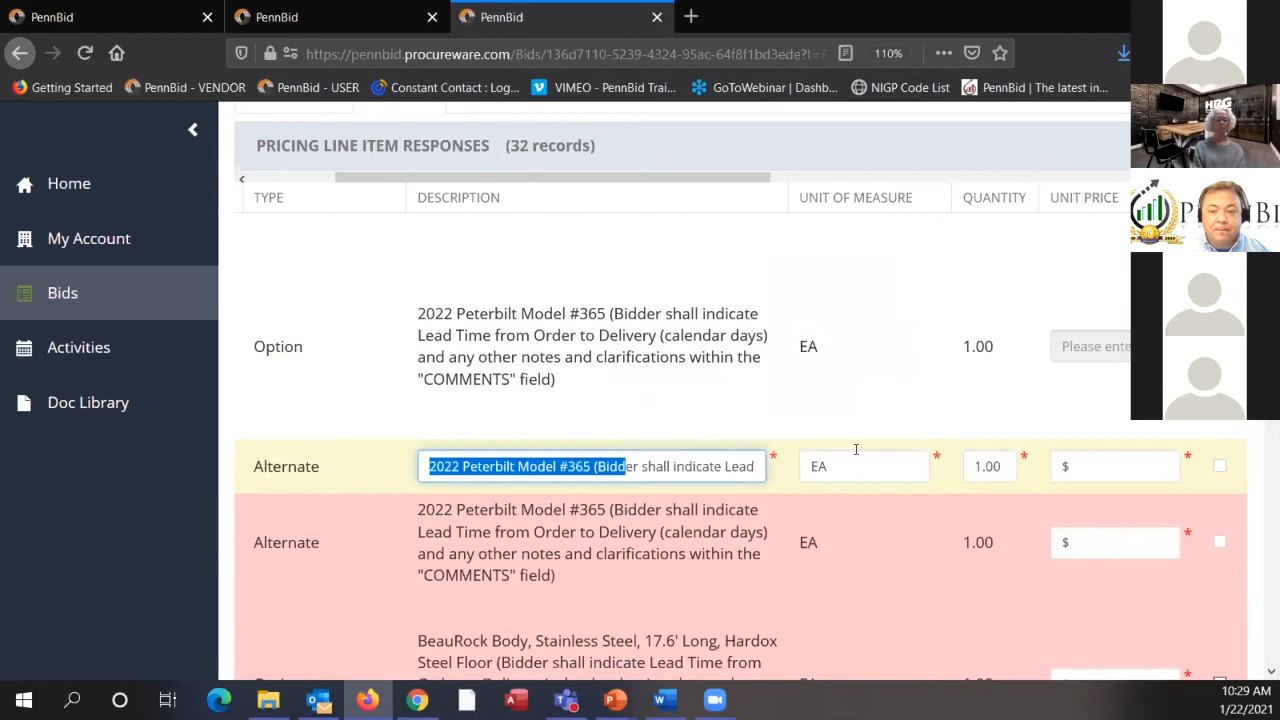 PennBid
PennBid
PennBid
https://pennbid.procureware.com/Bids/136d7110-5239-4324-95ac-64f8f1bd3ede?t=
110%
Getting Started
PennBid - VENDOR
PennBid - USER
Constant Contact : Log...
VIMEO - PennBid Trai...
GoToWebinar | Dashb...
NIGP Code List
PennBid | The latest in...
HBG
Home
My Account
Bids
Activities
Doc Library
PRICING LINE ITEM RESPONSES (32 records)
TYPE DESCRIPTION UNIT OF MEASURE QUANTITY UNIT PRICE
2022 Peterbilt Model #365 (Bidder shall indicate
Lead Time from Order to Delivery (calendar days)
Option EA 1.00 Please ente
and any other notes and clarifications within the
"COMMENTS" field)
Alternate 2022 Peterbilt Model #365 (Bidder shall indicate Lead * EA * 1.00 * $ *
2022 Peterbilt Model #365 (Bidder shall indicate
Lead Time from Order to Delivery (calendar days)
Alternate EA 1.00 $ *
and any other notes and clarifications within the
"COMMENTS" field)
BeauRock Body, Stainless Steel, 17.6' Long, Hardox
Steel Floor (Bidder shall indicate Lead Time from
10:29 AM
1/22/2021